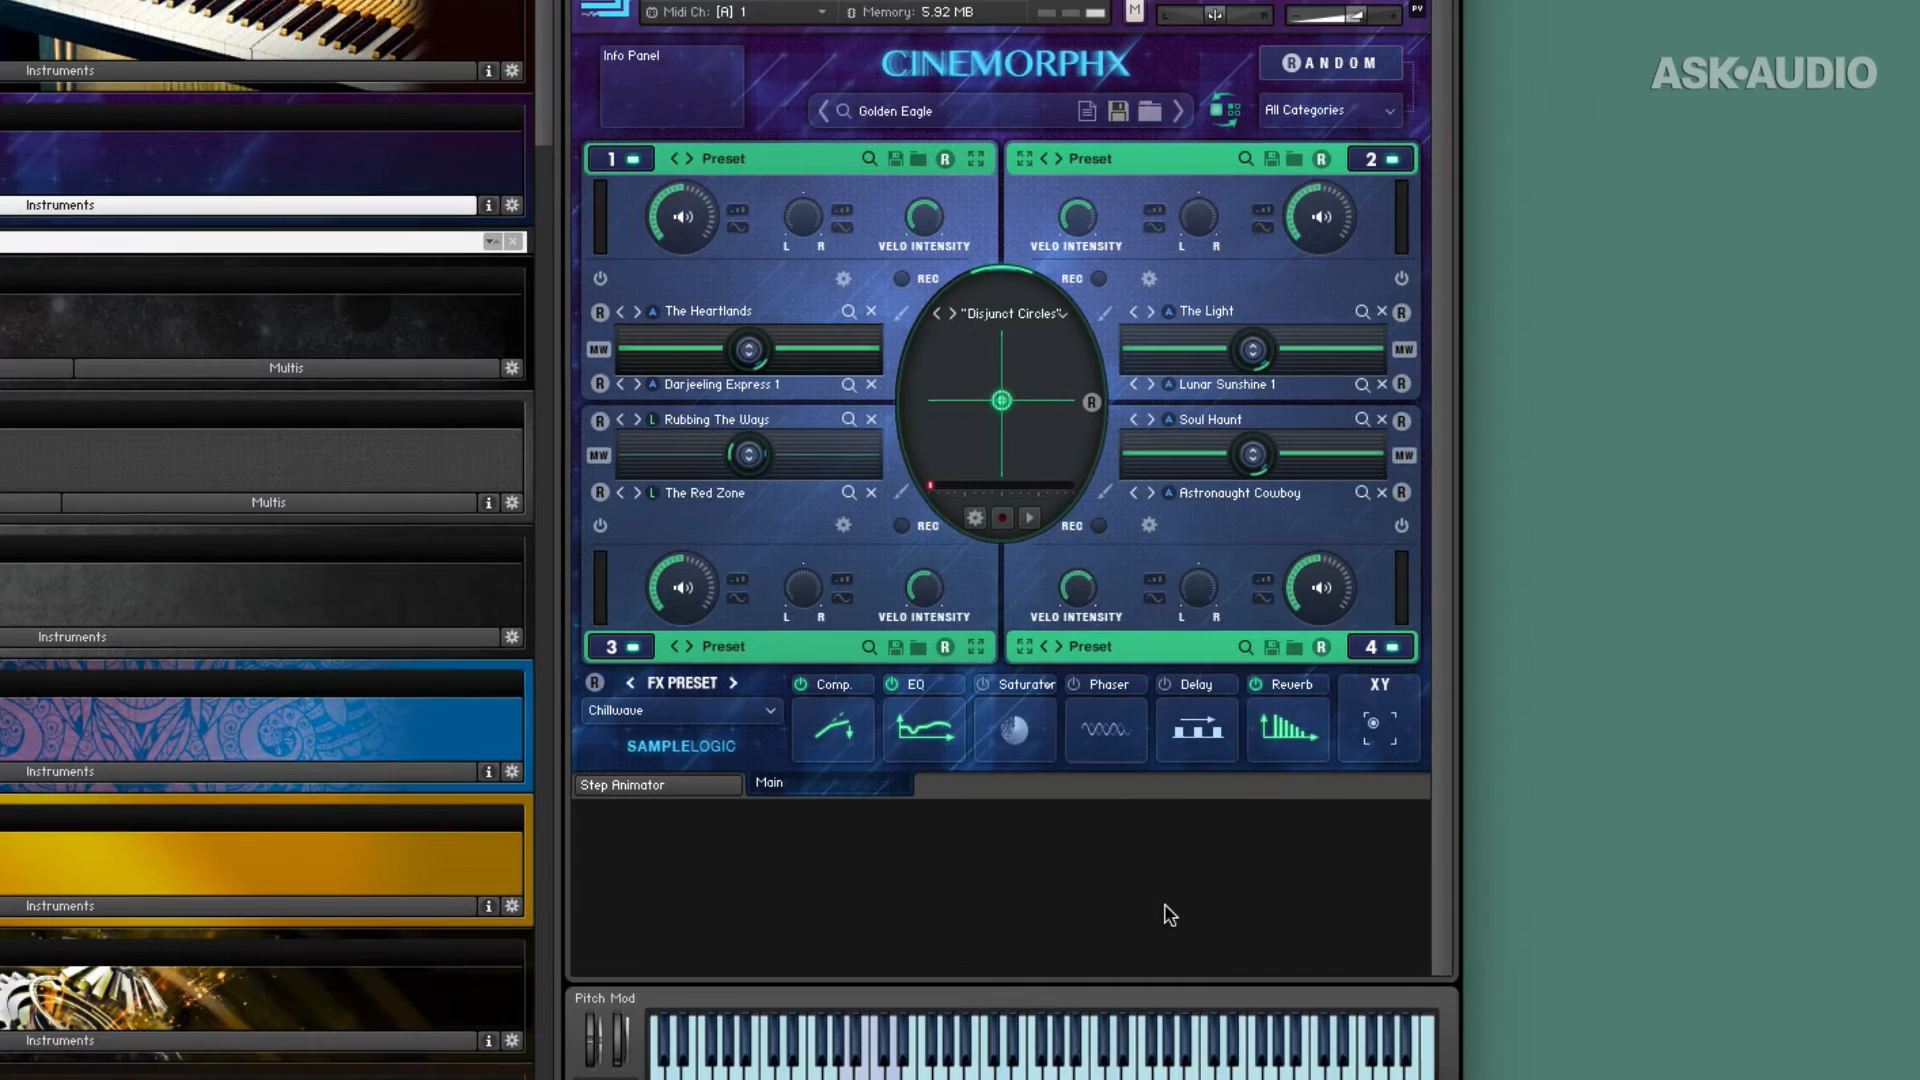 Midi Ch: [A] 1
Memory: 5.92 MB
M
L R
PV
ASK•AUDIO
Instruments
Info Panel
CINEMORPHX
RANDOM
Golden Eagle
All Categories
1 Preset R
R Preset 2
L R VELO INTENSITY
VELO INTENSITY L R
Instruments
REC
REC
R A The Heartlands
"Disjunct Circles"
A The Light R
MW
MW
R A Darjeeling Express 1
A Lunar Sunshine 1 R
R
Multis
R L Rubbing The Ways
A Soul Haunt R
MW
MW
R L The Red Zone
A Astronaught Cowboy R
Multis
REC
REC
L R VELO INTENSITY
VELO INTENSITY L R
Instruments
3 Preset R
Preset R 4
R FX PRESET
Comp. EQ Saturator Phaser Delay Reverb XY
Chillwave
SAMPLELOGIC
Instruments
Step Animator
Main
Instruments
Pitch Mod
Instruments